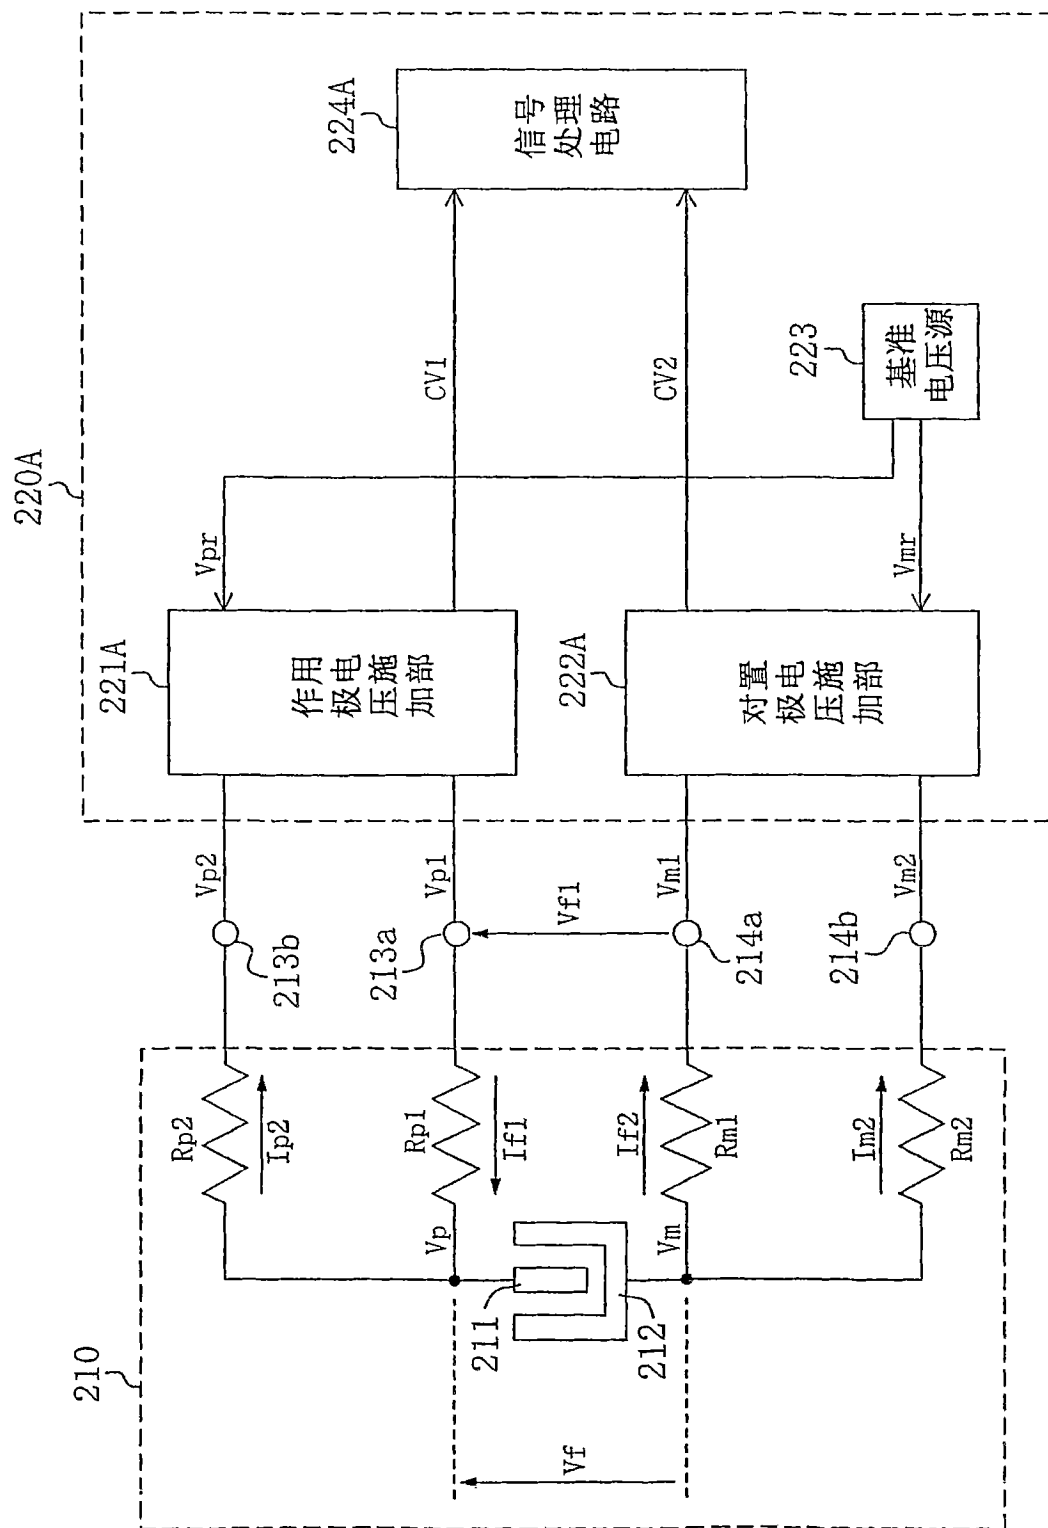 220A
210
221A
作用
极电
压施
加部
222A
对置
极电
压施
加部
223
基准
电压源
224A
信号
处理
电路
Vpr
Vmr
CV1
CV2
Vp2
Vp1
Vm1
Vm2
Vf1
213b
213a
214a
214b
Rp2
Ip2
Rp1
If1
If2
Rm1
Im2
Rm2
Vp
Vm
211
212
Vf